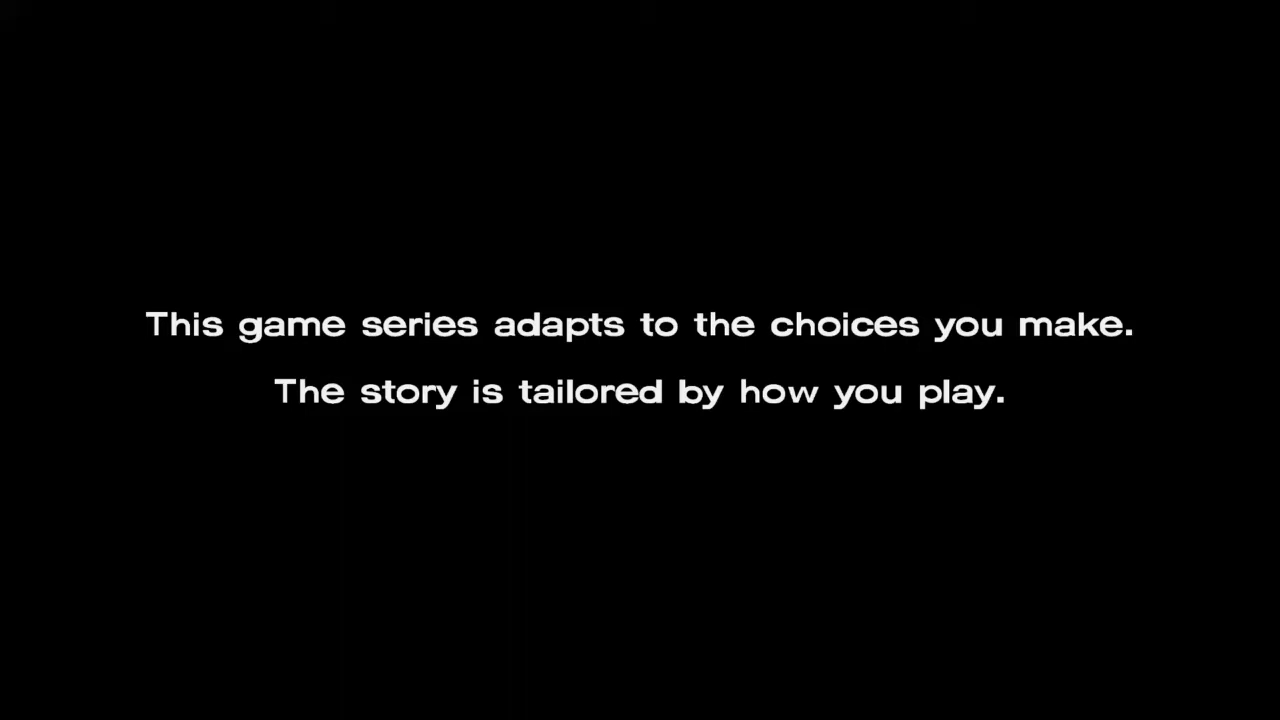 This game series adapts to the choices you make.
The story is tailored by how you play.